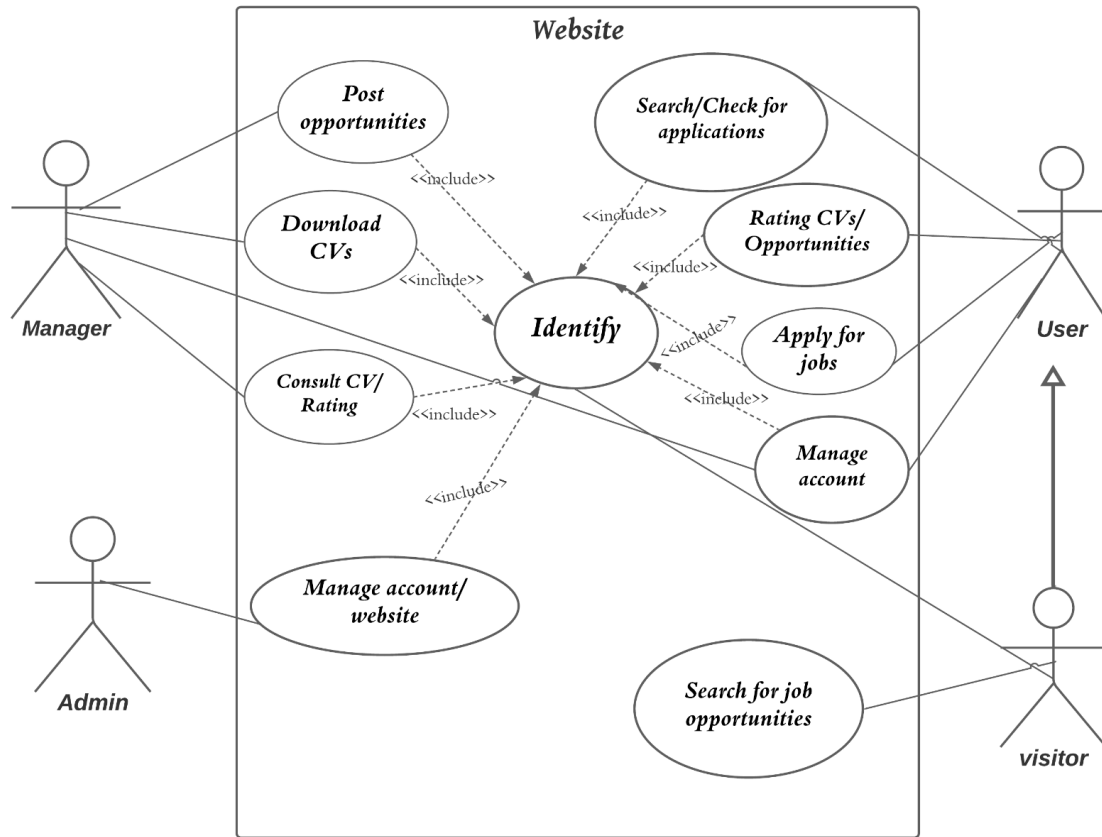 Website
Post
opportunities
Search/Check for
applications
<<include>>
<<include>>
Download
CVs
Rating CVs/
Opportunities
<<include>>
<<include>>
Manager
Identify
User
Apply for
jobs
<<include>>
Consult CV/
Rating
<<include>>
<<include>>
Manage
account
<<include>>
Manage account/
website
Admin
Search for job
opportunities
visitor